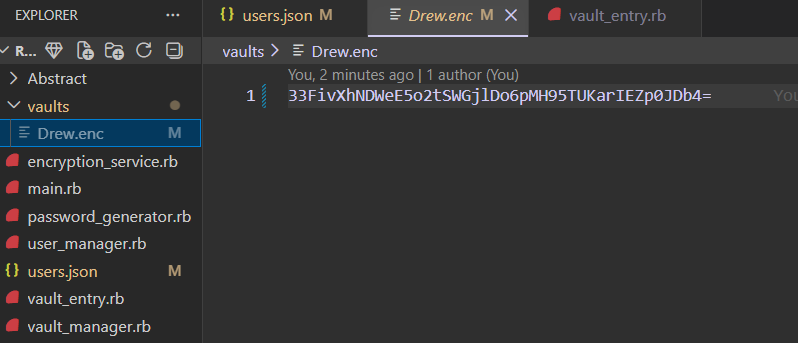 EXPLORER
R...
Abstract
vaults
Drew.enc M
encryption_service.rb
main.rb
password_generator.rb
user_manager.rb
{} users.json M
vault_entry.rb
vault_manager.rb
{} users.json M
Drew.enc M
vault_entry.rb
vaults > Drew.enc
You, 2 minutes ago | 1 author (You)
1 33FivXhNDWeE5o2tSWGjlDo6pMH95TUKarIEZp0JDb4= You